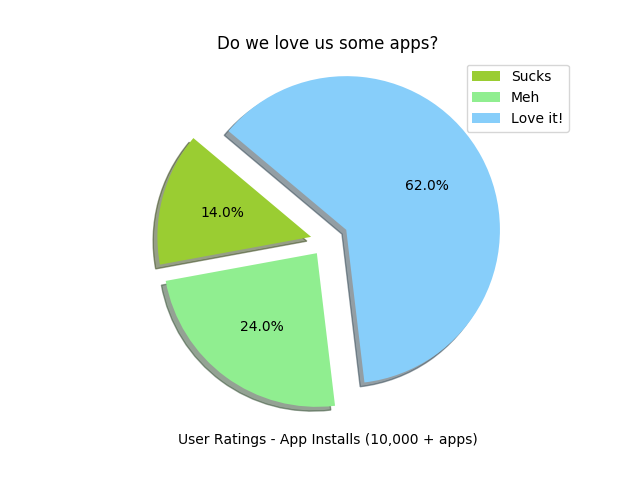 Do we love us some apps?
Sucks
Meh
Love it!
62.0%
14.0%
24.0%
User Ratings - App Installs (10,000 + apps)